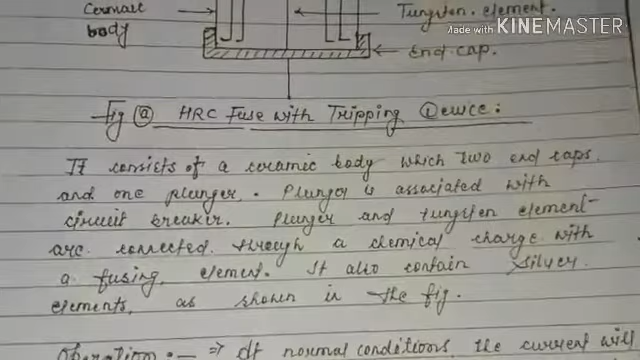 Cermaic
body
Tungsten element.
Made with KINEMASTER
End cap.
Fig (a) HRC Fuse with Tripping Device:
It consists of a ceramic body which two end caps
and one plunger. Plunger is associated with
circuit breaker. Plunger and tungsten element
are connected through a chemical charge with
a fusing element. It also contain silver
elements, as shown in the fig.
Operation :— ⇒ At normal conditions the current will